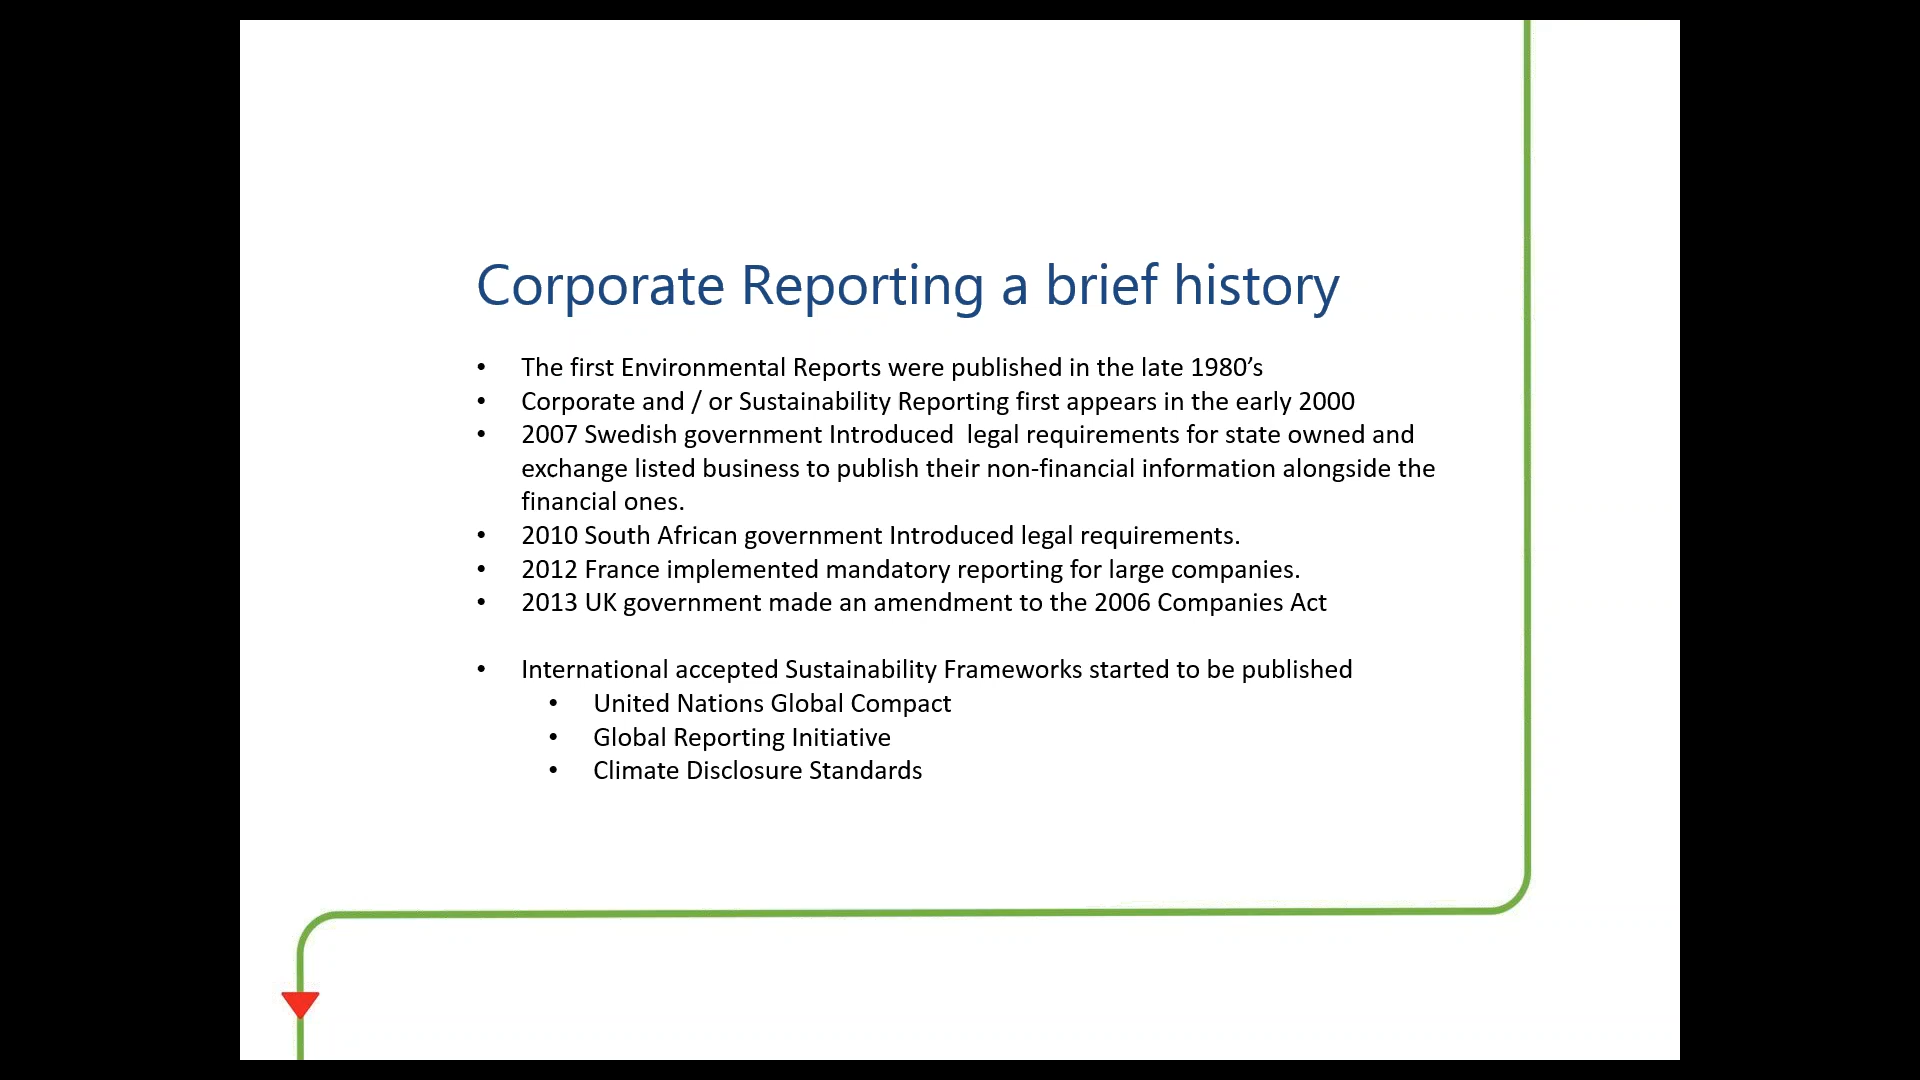 Corporate Reporting a brief history
• The first Environmental Reports were published in the late 1980’s
• Corporate and / or Sustainability Reporting first appears in the early 2000
• 2007 Swedish government Introduced  legal requirements for state owned and
exchange listed business to publish their non-financial information alongside the
financial ones.
• 2010 South African government Introduced legal requirements.
• 2012 France implemented mandatory reporting for large companies.
• 2013 UK government made an amendment to the 2006 Companies Act
• International accepted Sustainability Frameworks started to be published
• United Nations Global Compact
• Global Reporting Initiative
• Climate Disclosure Standards